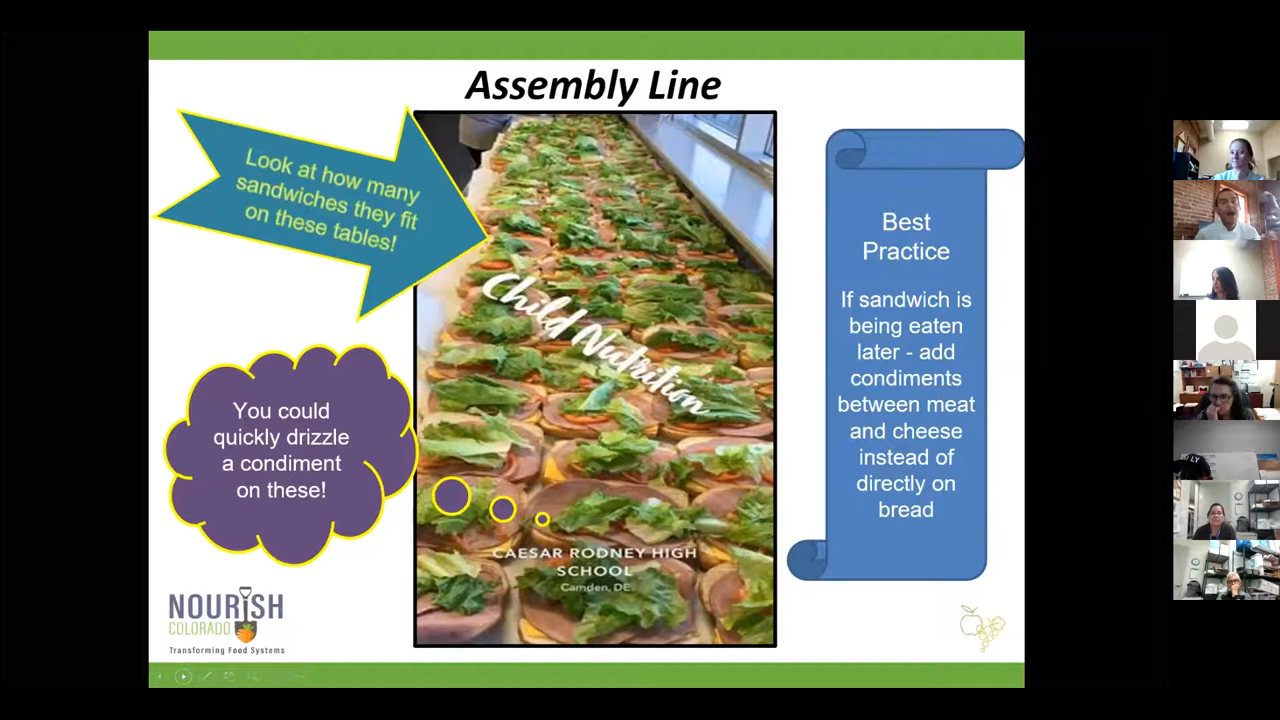 Assembly Line
Look at how many
sandwiches they fit
on these tables!
You could
quickly drizzle
a condiment
on these!
Child Nutrition
CAESAR RODNEY HIGH
SCHOOL
Camden, DE
Best
Practice
If sandwich is
being eaten
later - add
condiments
between meat
and cheese
instead of
directly on
bread
NOURISH
COLORADO
Transforming Food Systems
LY